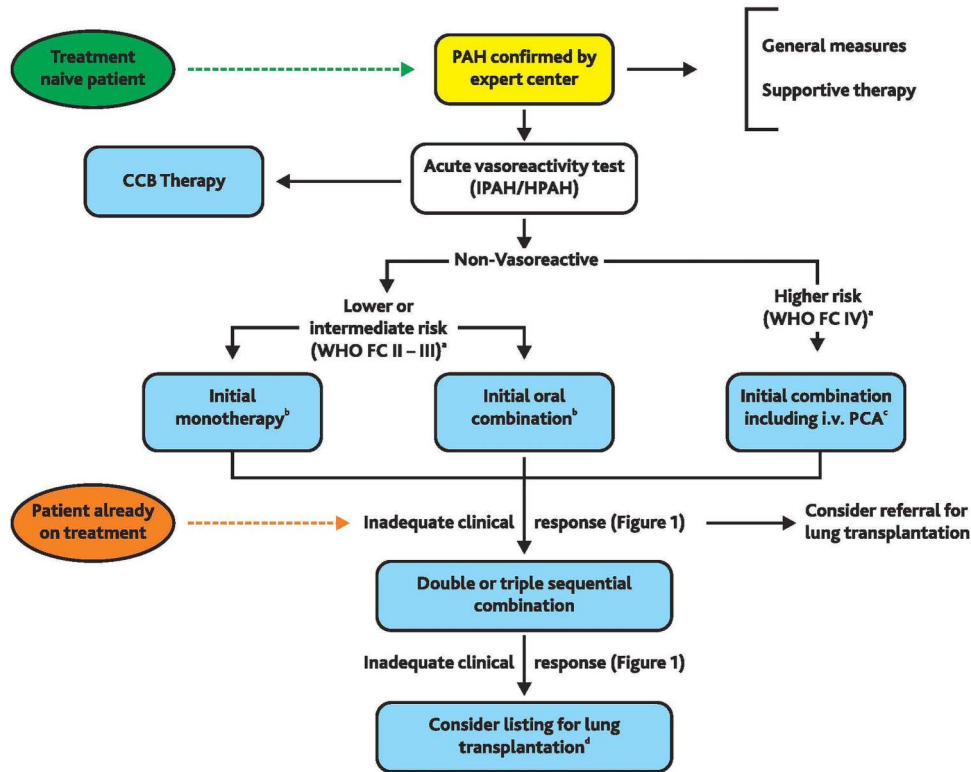 Treatment
naive patient
PAH confirmed by
expert center
General measures
Supportive therapy
CCB Therapy
Acute vasoreactivity test
(IPAH/HPAH)
Non-Vasoreactive
Lower or
intermediate risk
(WHO FC II – III)ᵃ
Higher risk
(WHO FC IV)ᵃ
Initial
monotherapyᵇ
Initial oral
combinationᵇ
Initial combination
including i.v. PCAᶜ
Patient already
on treatment
Inadequate clinical response (Figure 1)
Consider referral for
lung transplantation
Double or triple sequential
combination
Inadequate clinical response (Figure 1)
Consider listing for lung
transplantationᵈ